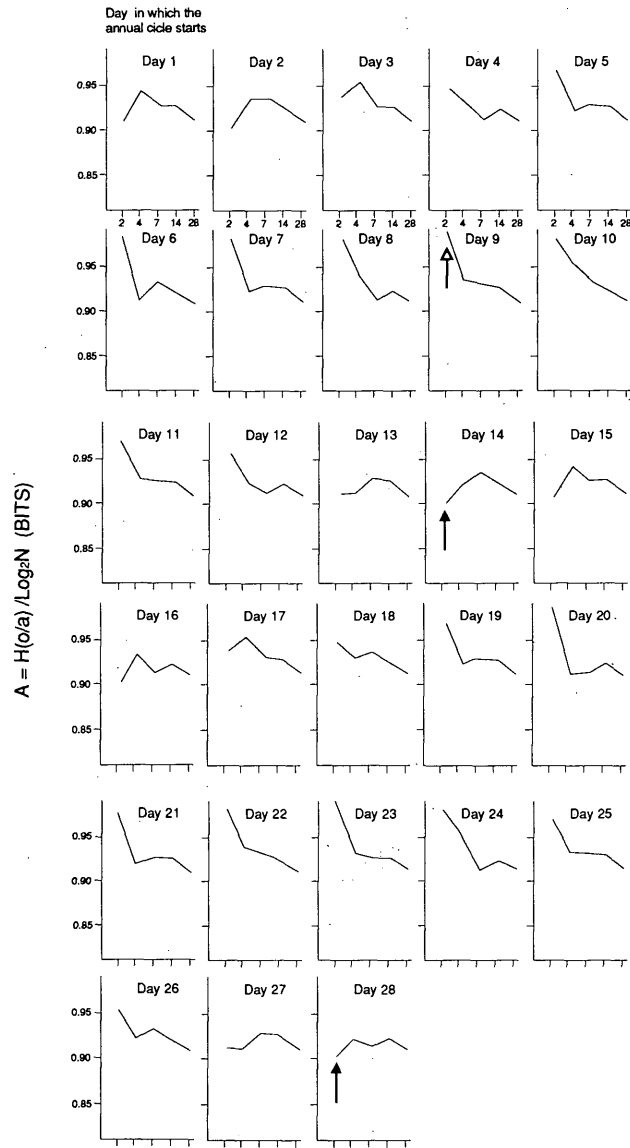 Day in which the
annual cicle starts
Day 1 Day 2 Day 3 Day 4 Day 5
0.95
0.90
0.85
2 4 7 14 28 2 4 7 14 28 2 4 7 14 28 2 4 7 14 28 2 4 7 14 28
Day 6 Day 7 Day 8 Day 9 Day 10
0.95
0.90
0.85
Day 11 Day 12 Day 13 Day 14 Day 15
0.95
0.90
0.85
A = H(o/a) /Log₂N (BITS)
Day 16 Day 17 Day 18 Day 19 Day 20
0.95
0.90
0.85
Day 21 Day 22 Day 23 Day 24 Day 25
0.95
0.90
0.85
Day 26 Day 27 Day 28
0.95
0.90
0.85